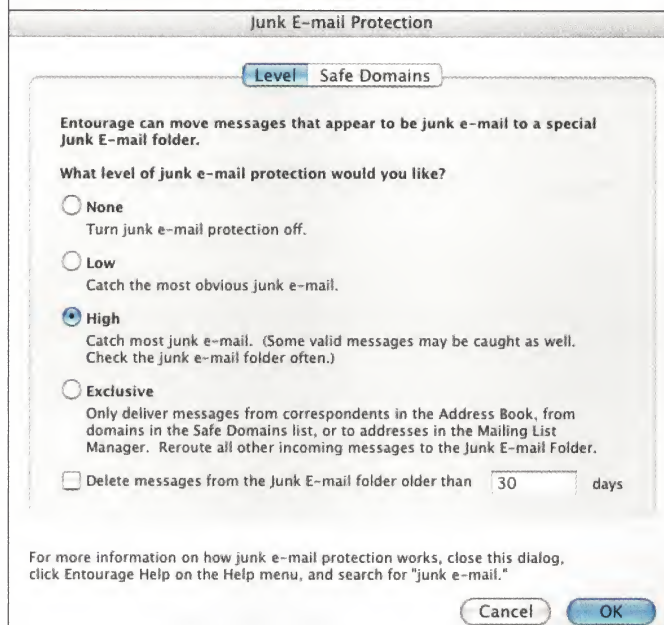 Junk E-mail Protection
Level Safe Domains
Entourage can move messages that appear to be junk e-mail to a special
Junk E-mail folder.
What level of junk e-mail protection would you like?
None
Turn junk e-mail protection off.
Low
Catch the most obvious junk e-mail.
High
Catch most junk e-mail. (Some valid messages may be caught as well.
Check the junk e-mail folder often.)
Exclusive
Only deliver messages from correspondents in the Address Book, from
domains in the Safe Domains list, or to addresses in the Mailing List
Manager. Reroute all other incoming messages to the Junk E-mail Folder.
Delete messages from the Junk E-mail folder older than 30 days
For more information on how junk e-mail protection works, close this dialog,
click Entourage Help on the Help menu, and search for "junk e-mail."
Cancel OK